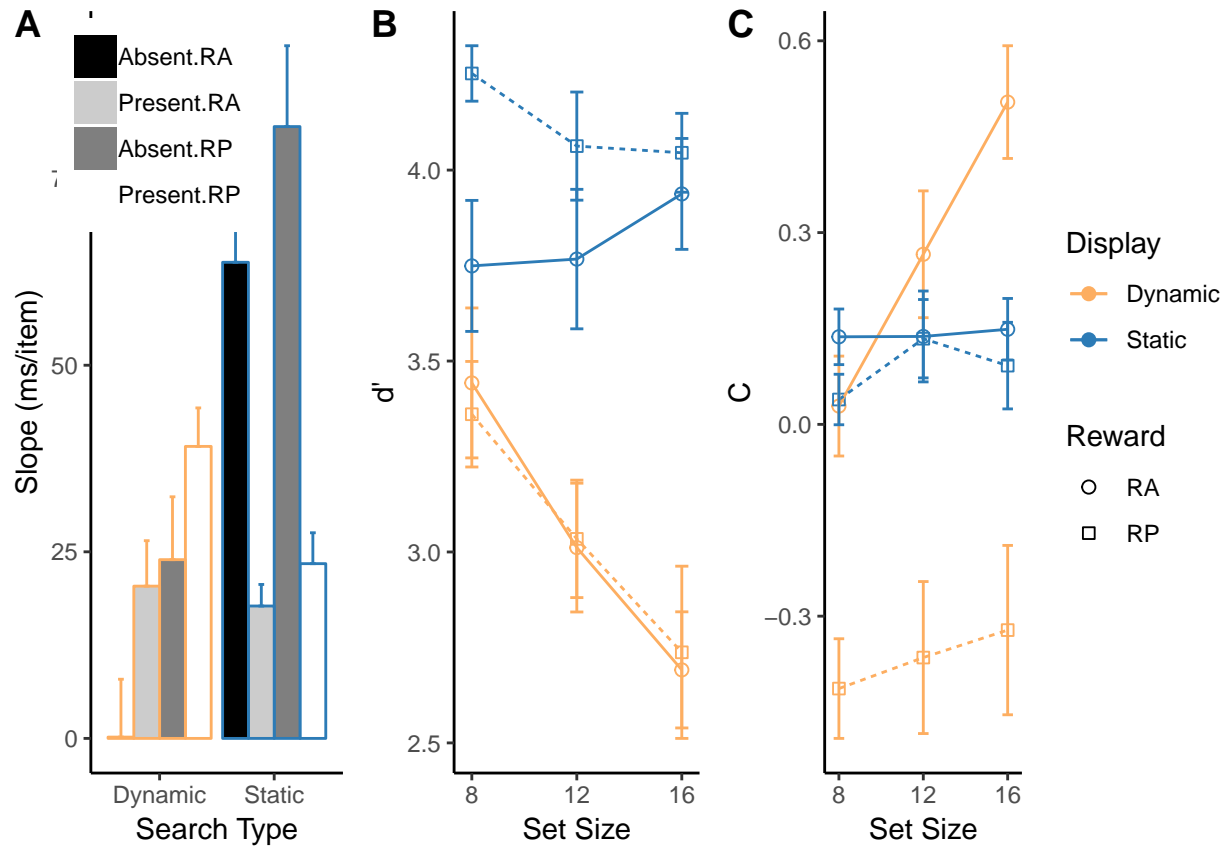 A
Absent.RA
Present.RA
Absent.RP
Present.RP
50
25
0
Slope (ms/item)
Dynamic Static
Search Type
B
4.0
3.5
3.0
2.5
d'
8 12 16
Set Size
C
0.6
0.3
0.0
−0.3
C
8 12 16
Set Size
Display
Dynamic
Static
Reward
RA
RP